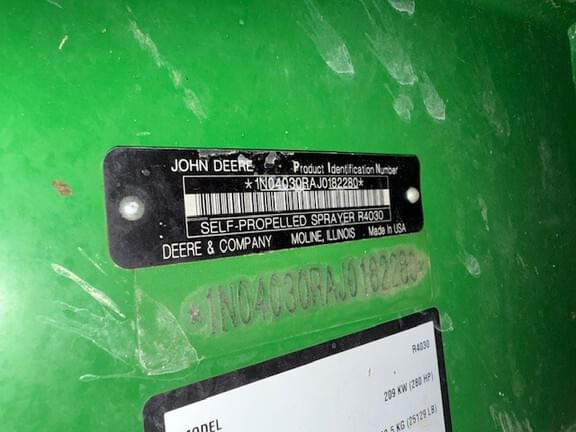 JOHN DEERE Product Identification Number
*1N04030RAJ0182280*
SELF-PROPELLED SPRAYER R4030
DEERE & COMPANY MOLINE, ILLINOIS Made In USA
*1N04030RAJ0182280*
R4030
MODEL 209 KW (280 HP)
KG (25129 LB)